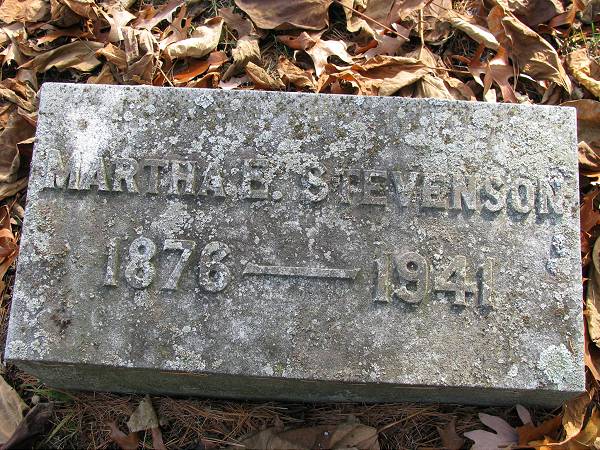 MARTHA E. STEVENSON
1876 — 1941